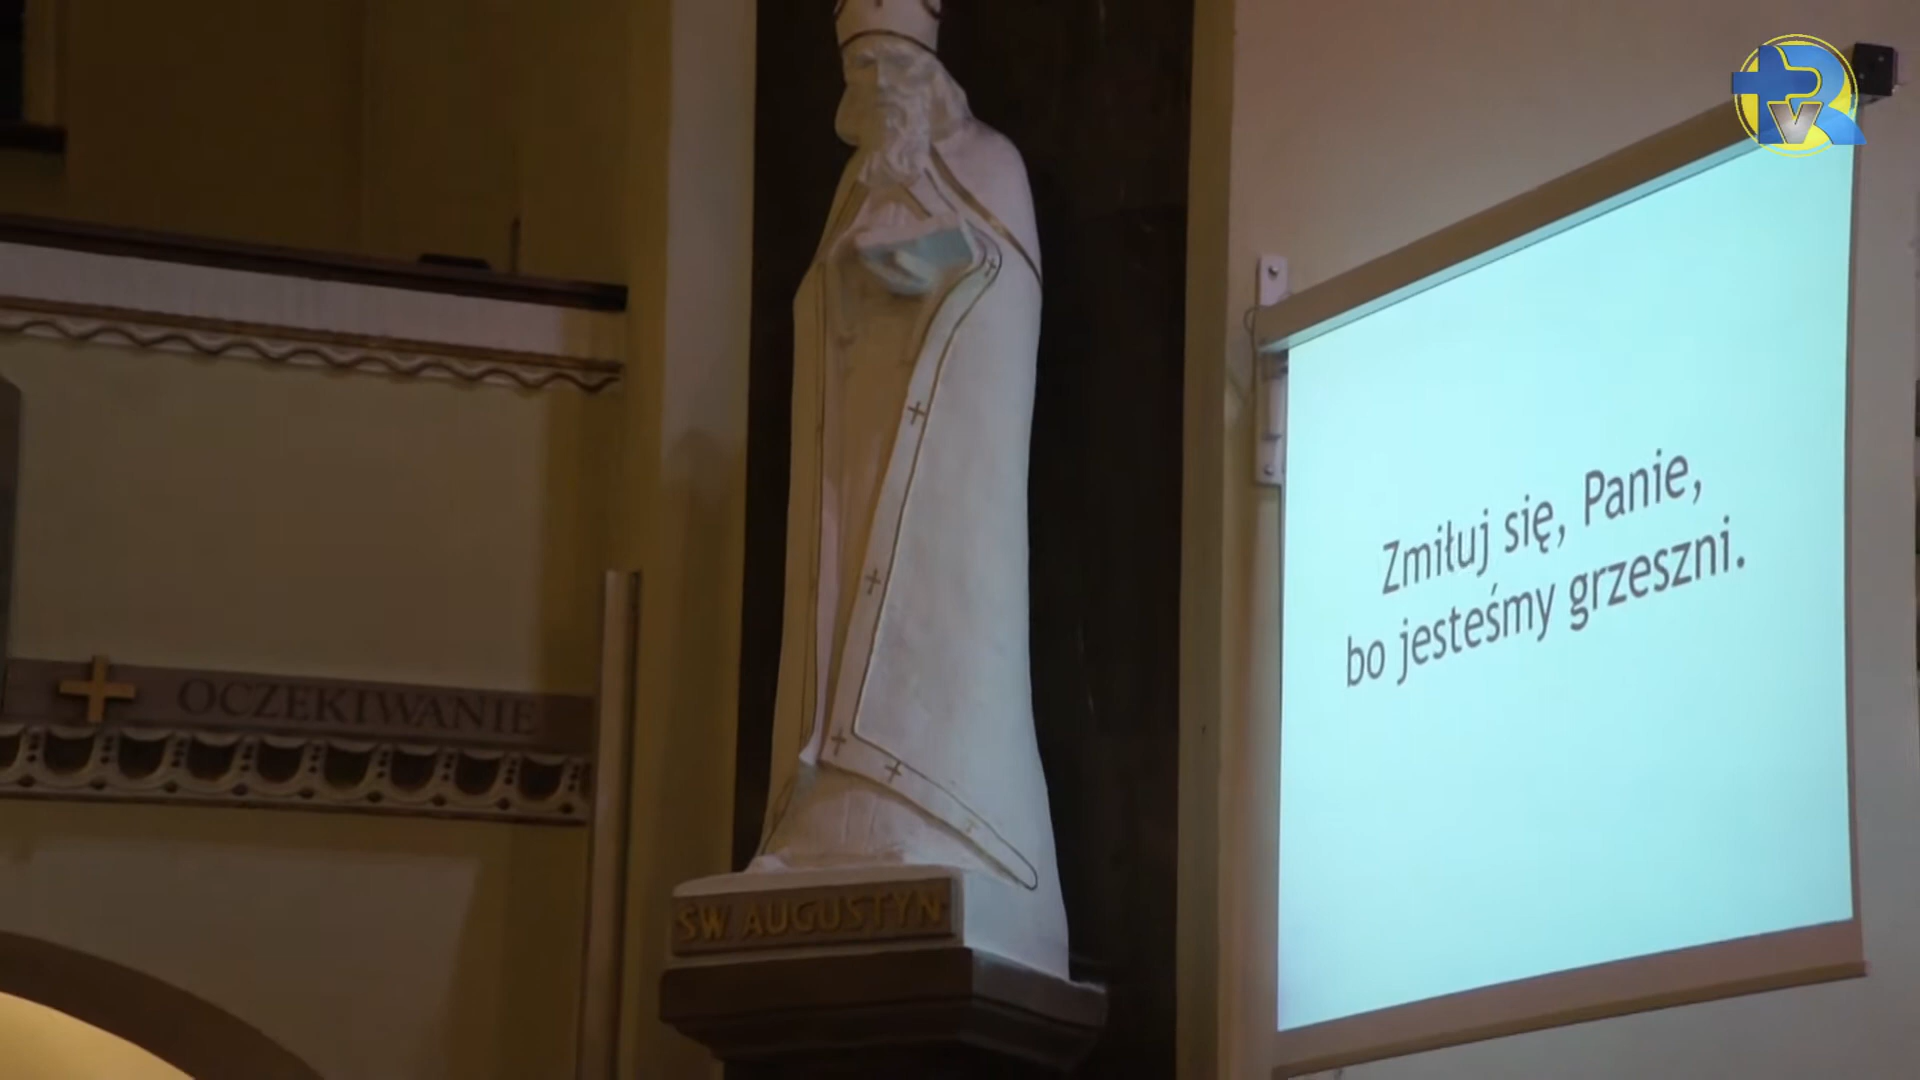 OCZEKIWANIE
ŚW. AUGUSTYN
Zmiłuj się, Panie,
bo jesteśmy grzeszni.